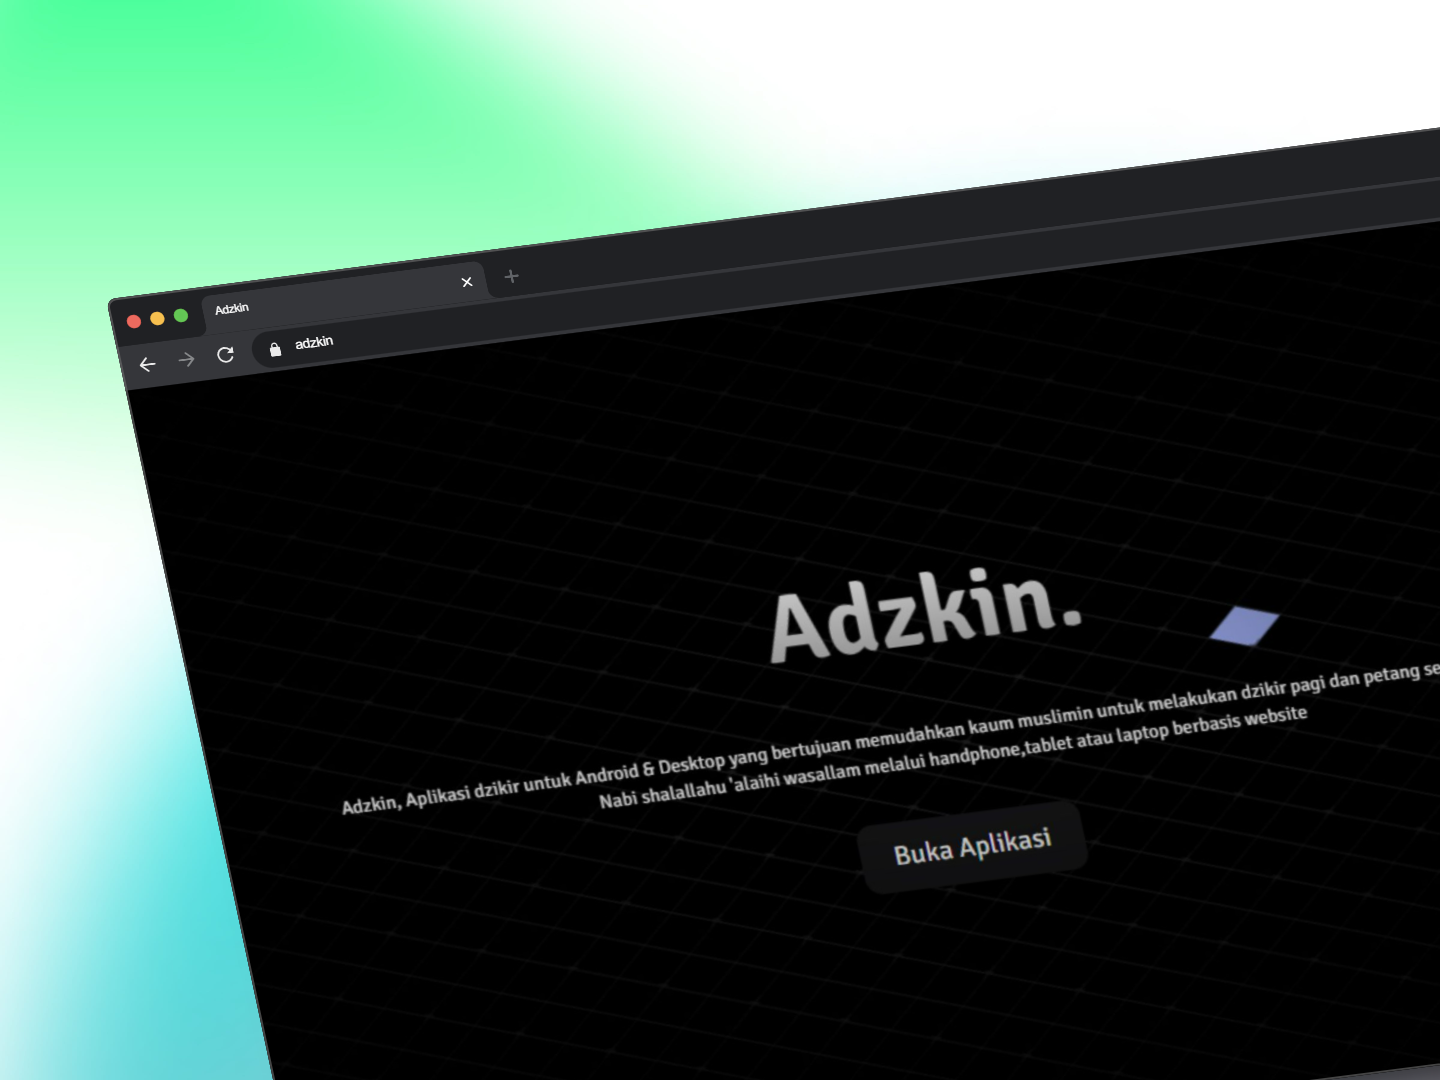 Adzkin
adzkin
Adzkin.
Adzkin, Aplikasi dzikir untuk Android & Desktop yang bertujuan memudahkan kaum muslimin untuk melakukan dzikir pagi dan petang
Nabi shalallahu 'alaihi wasallam melalui handphone,tablet atau laptop berbasis website
Buka Aplikasi